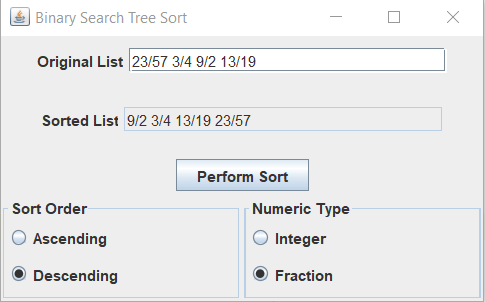 Binary Search Tree Sort
Original List 23/57 3/4 9/2 13/19
Sorted List 9/2 3/4 13/19 23/57
Perform Sort
Sort Order
Ascending
Descending
Numeric Type
Integer
Fraction